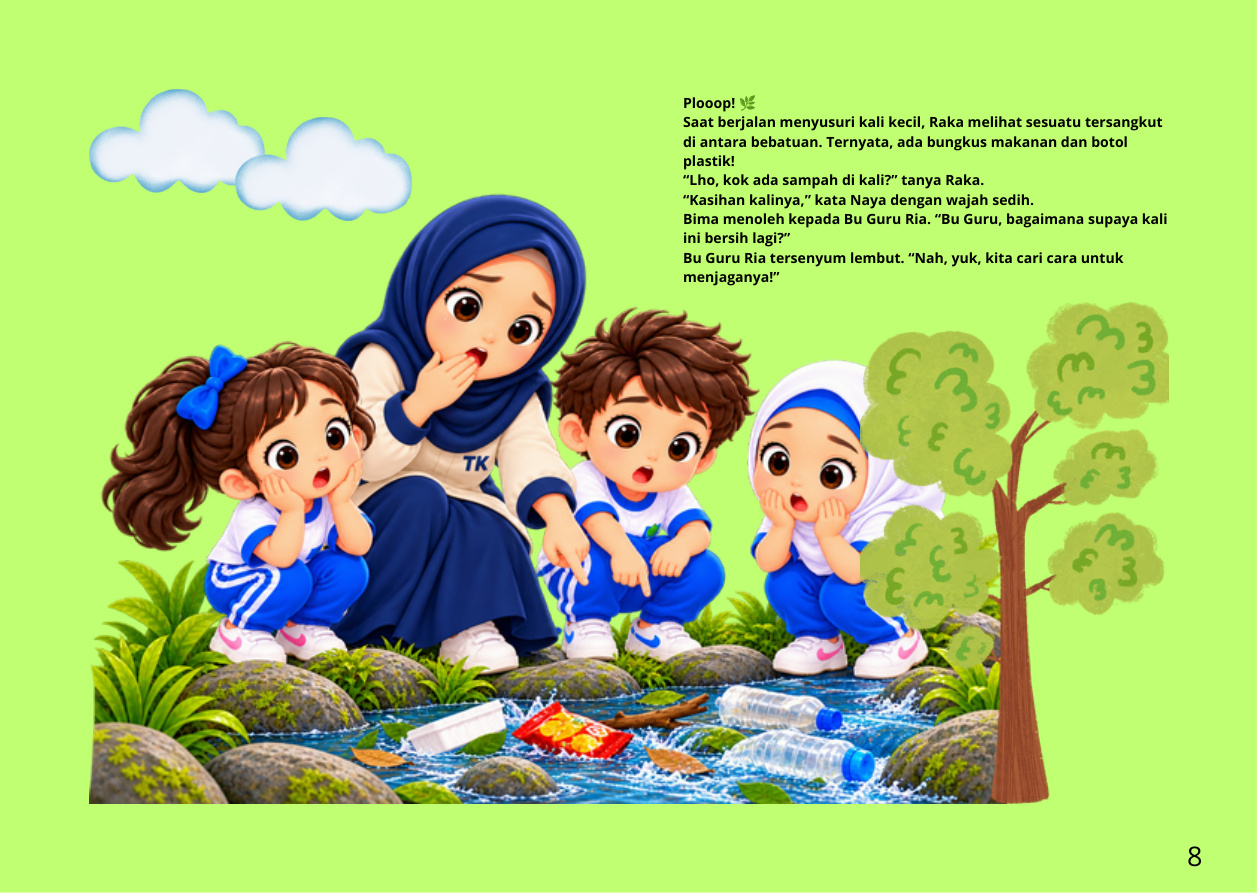 Plooop! 🌿
Saat berjalan menyusuri kali kecil, Raka melihat sesuatu tersangkut
di antara bebatuan. Ternyata, ada bungkus makanan dan botol
plastik!
“Lho, kok ada sampah di kali?” tanya Raka.
“Kasihan kalinya,” kata Naya dengan wajah sedih.
Bima menoleh kepada Bu Guru Ria. “Bu Guru, bagaimana supaya kali
ini bersih lagi?”
Bu Guru Ria tersenyum lembut. “Nah, yuk, kita cari cara untuk
menjaganya!”
TK
8